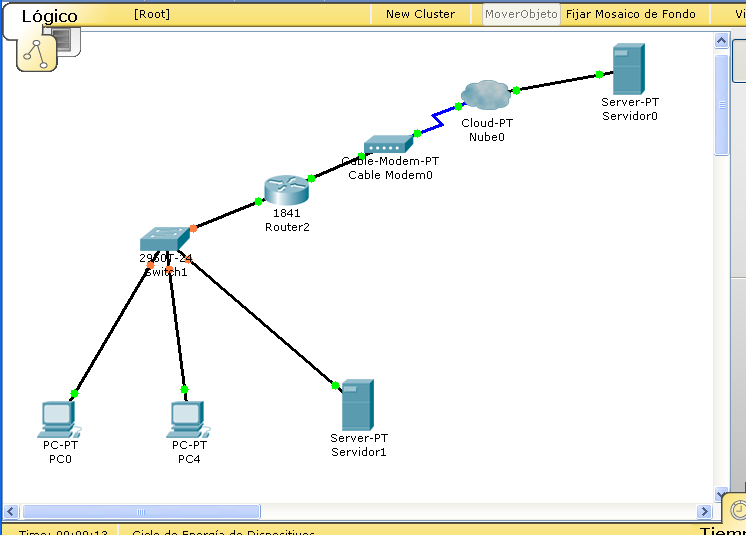 Lógico
[Root]
New Cluster
MoverObjeto
Fijar Mosaico de Fondo
Vi
Server-PT
Servidor0
Cloud-PT
Nube0
Cable-Modem-PT
Cable Modem0
1841
Router2
2950T-24
Switch1
PC-PT
PC0
PC-PT
PC4
Server-PT
Servidor1
Time: 00:00:13
Ciclo de Energía de Dispositivos
Tiem